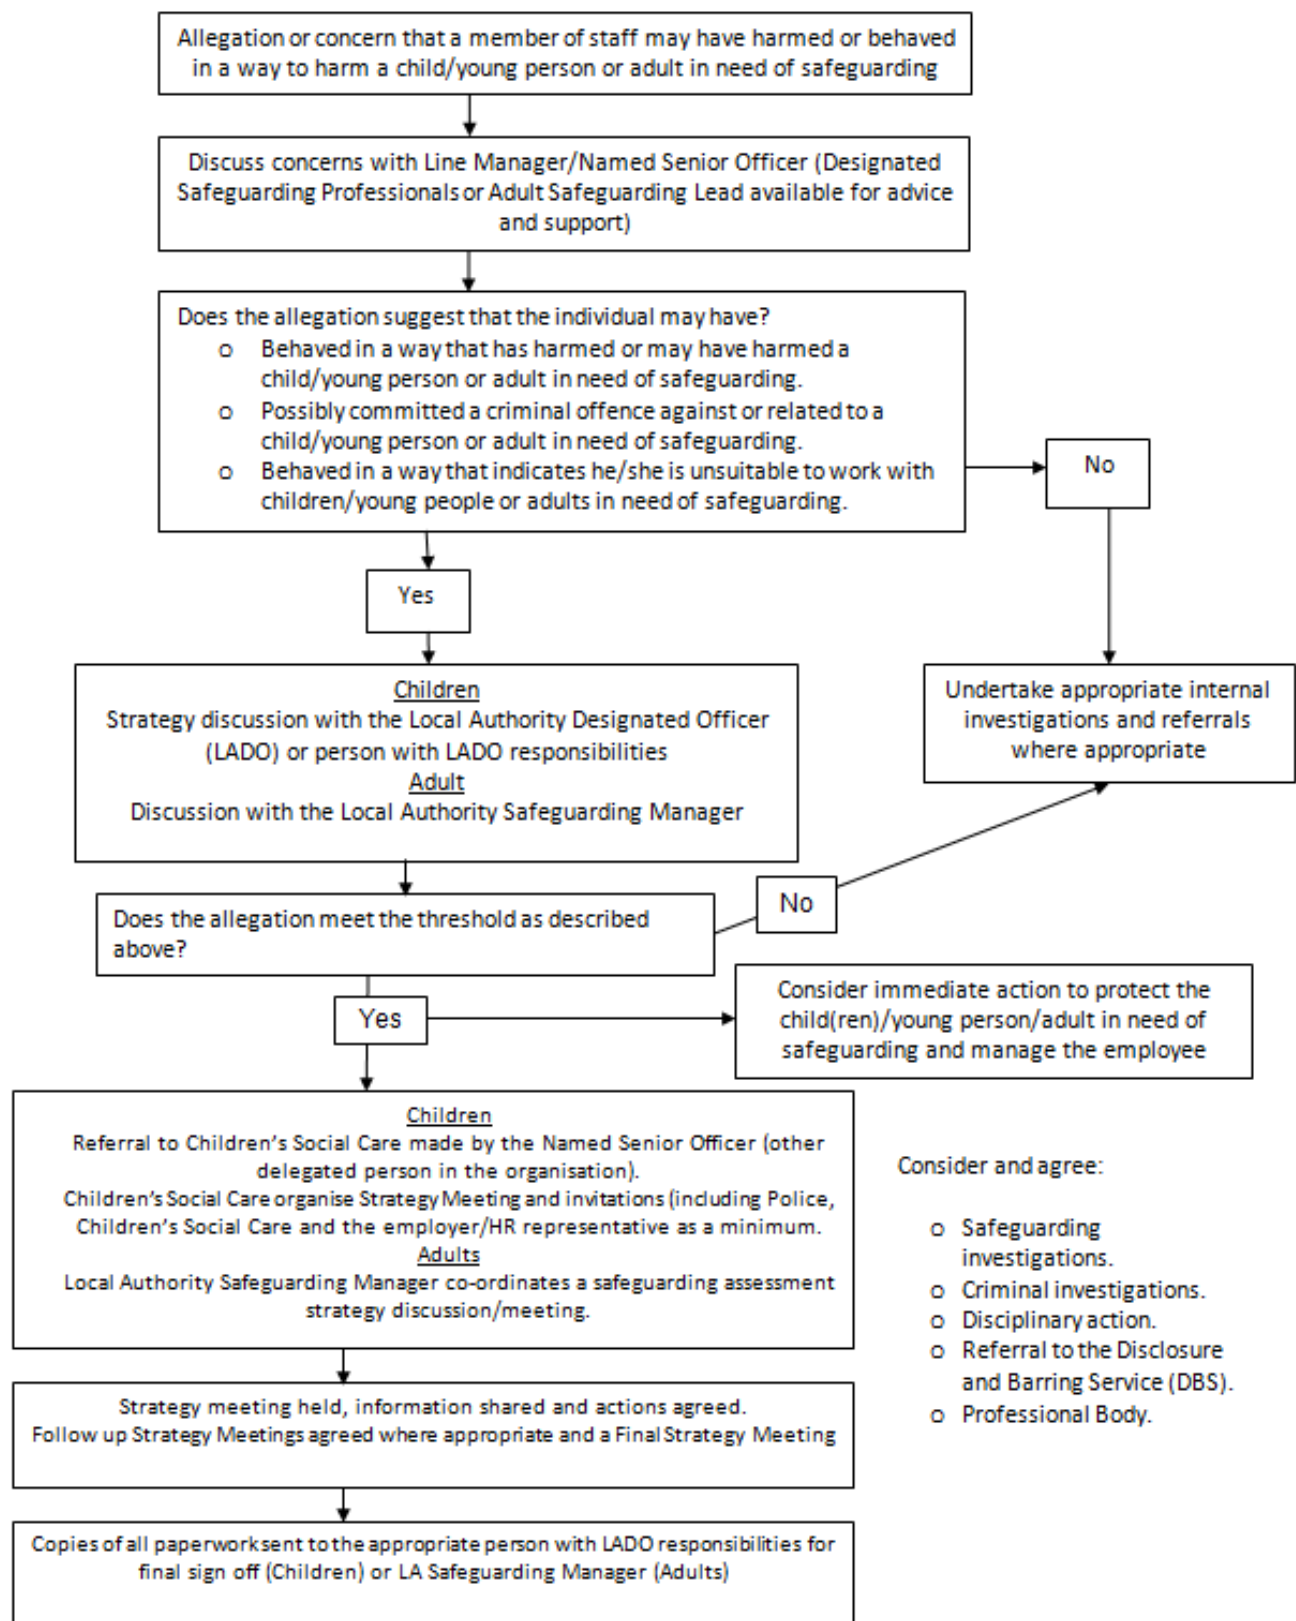 Allegation or concern that a member of staff may have harmed or behaved
in a way to harm a child/young person or adult in need of safeguarding
Discuss concerns with Line Manager/Named Senior Officer (Designated
Safeguarding Professionals or Adult Safeguarding Lead available for advice
and support)
Does the allegation suggest that the individual may have?
o Behaved in a way that has harmed or may have harmed a
child/young person or adult in need of safeguarding.
o Possibly committed a criminal offence against or related to a
child/young person or adult in need of safeguarding.
o Behaved in a way that indicates he/she is unsuitable to work with
children/young people or adults in need of safeguarding.
No
Yes
Children
Strategy discussion with the Local Authority Designated Officer
(LADO) or person with LADO responsibilities
Adult
Discussion with the Local Authority Safeguarding Manager
Undertake appropriate internal
investigations and referrals
where appropriate
Does the allegation meet the threshold as described
above?
No
Yes
Consider immediate action to protect the
child(ren)/young person/adult in need of
safeguarding and manage the employee
Children
Referral to Children's Social Care made by the Named Senior Officer (other
delegated person in the organisation).
Children's Social Care organise Strategy Meeting and invitations (including Police,
Children's Social Care and the employer/HR representative as a minimum.
Adults
Local Authority Safeguarding Manager co-ordinates a safeguarding assessment
strategy discussion/meeting.
Consider and agree:
o Safeguarding
investigations.
o Criminal investigations.
o Disciplinary action.
o Referral to the Disclosure
and Barring Service (DBS).
o Professional Body.
Strategy meeting held, information shared and actions agreed.
Follow up Strategy Meetings agreed where appropriate and a Final Strategy Meeting
Copies of all paperwork sent to the appropriate person with LADO responsibilities for
final sign off (Children) or LA Safeguarding Manager (Adults)